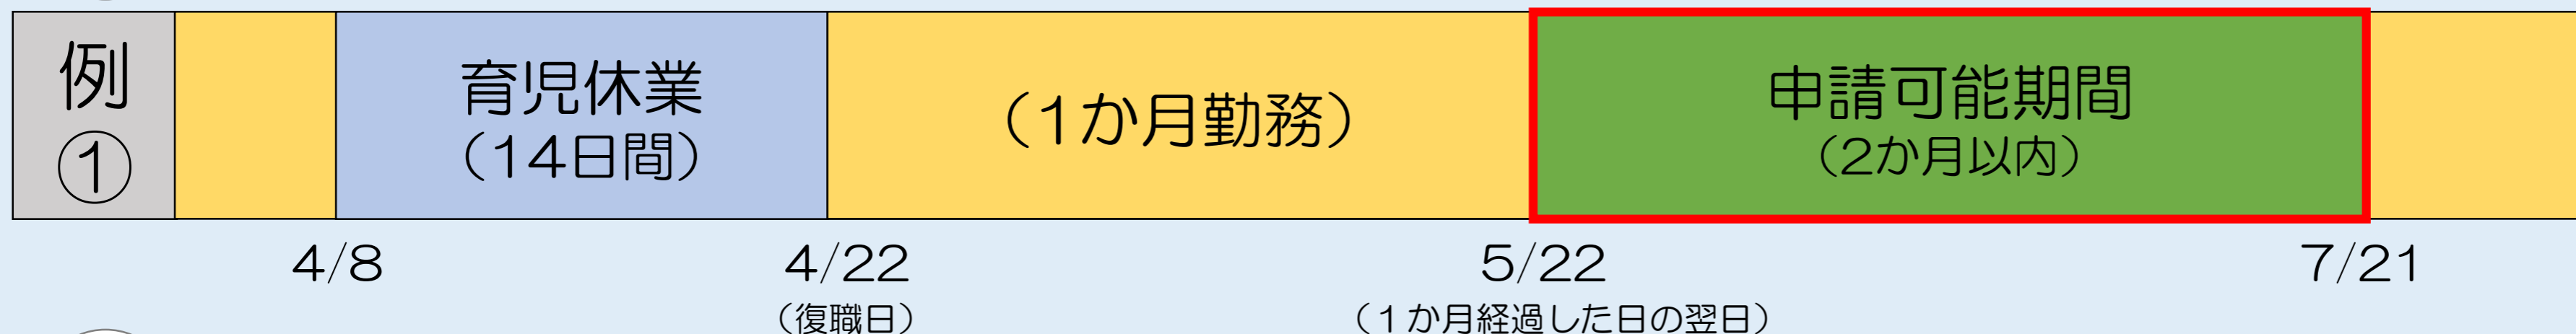 例
①
育児休業
(14日間)
(1か月勤務)
申請可能期間
(2か月以内)
4/8
4/22
(復職日)
5/22
(1か月経過した日の翌日)
7/21